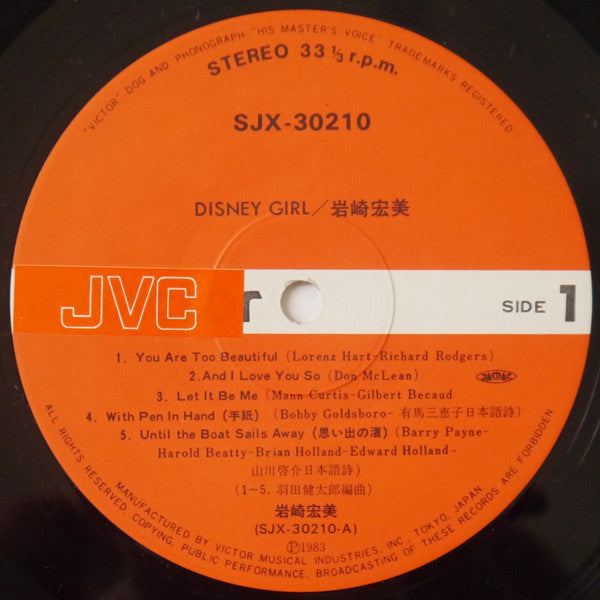 "VICTOR" DOG AND PHONOGRAPH "HIS MASTER'S VOICE" TRADEMARKS REGISTERED
STEREO 33 1/3 r.p.m.
SJX-30210
DISNEY GIRL／岩崎宏美
JVC r
SIDE 1
1. You Are Too Beautiful (Lorenz Hart-Richard Rodgers)
2. And I Love You So (Don McLean)
JASRAC
3. Let It Be Me (Mann Curtis-Gilbert Becaud
4. With Pen In Hand (手紙) (Bobby Goldsboro- 有馬三恵子日本語詩)
5. Until the Boat Sails Away (思い出の渚) (Barry Payne-
Harold Beatty-Brian Holland-Edward Holland-
山川啓介日本語詩)
(1〜5. 羽田健太郎編曲)
岩崎宏美
(SJX-30210-A)
Ⓟ1983
MANUFACTURED BY VICTOR MUSICAL INDUSTRIES, INC., TOKYO, JAPAN.
ALL RIGHTS RESERVED, COPYING, PUBLIC PERFORMANCE, BROADCASTING OF THESE RECORDS ARE FORBIDDEN